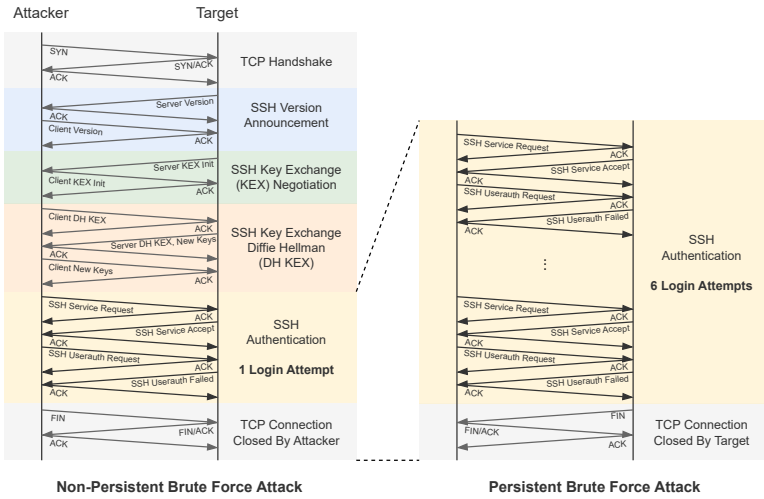 Attacker
Target
SYN
SYN/ACK
ACK
TCP Handshake
Server Version
ACK
Client Version
ACK
SSH Version
Announcement
Server KEX Init
Client KEX Init
ACK
SSH Key Exchange
(KEX) Negotiation
Client DH KEX
ACK
Server DH KEX, New Keys
ACK
Client New Keys
ACK
SSH Key Exchange
Diffie Hellman
(DH KEX)
SSH Service Request
ACK
SSH Service Accept
ACK
SSH Userauth Request
ACK
SSH Userauth Failed
ACK
SSH
Authentication
1 Login Attempt
FIN
FIN/ACK
ACK
TCP Connection
Closed By Attacker
Non-Persistent Brute Force Attack
SSH Service Request
ACK
SSH Service Accept
ACK
SSH Userauth Request
ACK
SSH Userauth Failed
ACK
⋮
SSH Service Request
ACK
SSH Service Accept
ACK
SSH Userauth Request
ACK
SSH Userauth Failed
ACK
SSH
Authentication
6 Login Attempts
FIN
FIN/ACK
ACK
TCP Connection
Closed By Target
Persistent Brute Force Attack